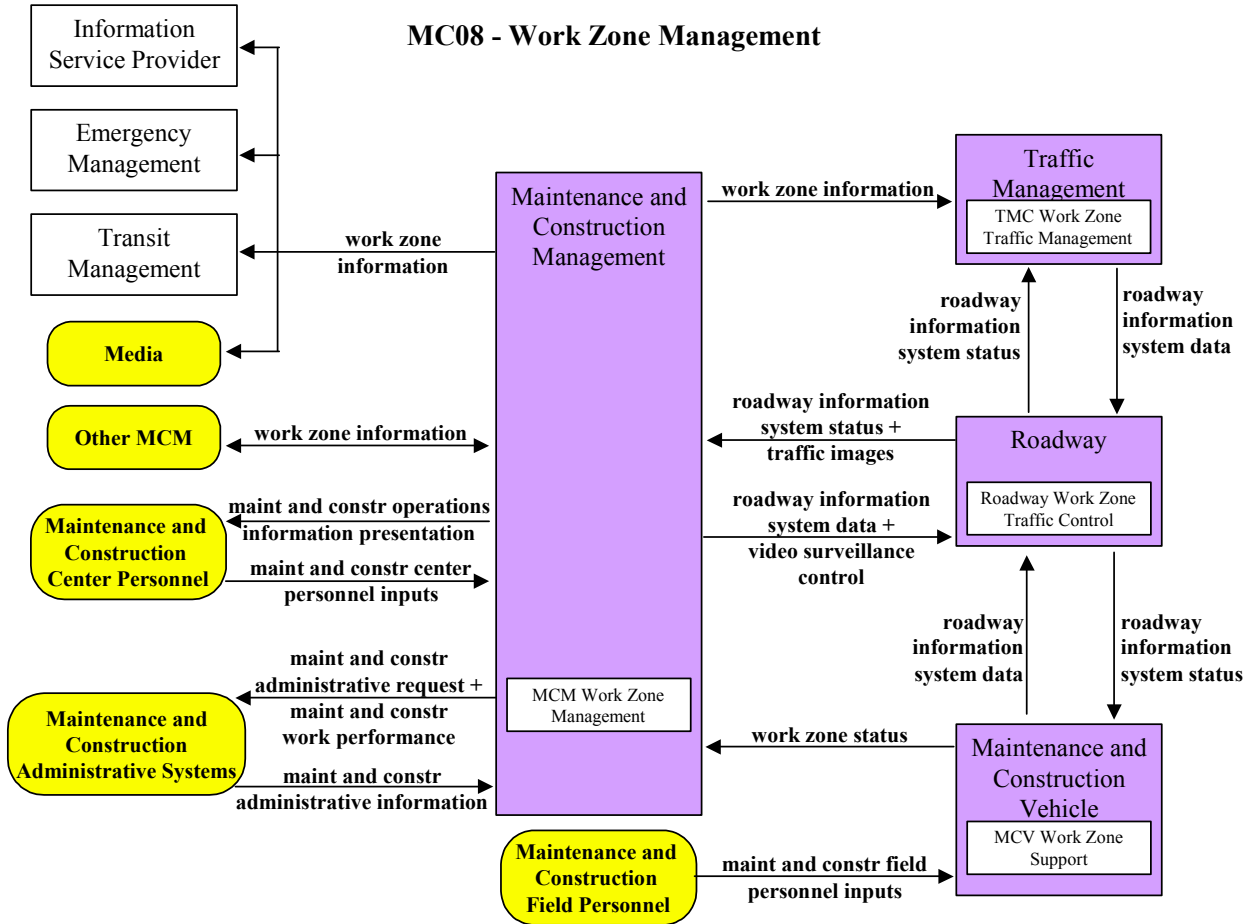 MC08 - Work Zone Management
Information
Service Provider
Emergency
Management
Transit
Management
Media
Other MCM
Maintenance and
Construction
Center Personnel
Maintenance and
Construction
Administrative Systems
work zone
information
work zone information
maint and constr operations
information presentation
maint and constr center
personnel inputs
maint and constr
administrative request +
maint and constr
work performance
maint and constr
administrative information
Maintenance and
Construction
Management
MCM Work Zone
Management
Maintenance and
Construction
Field Personnel
work zone information
roadway information
system status +
traffic images
roadway information
system data +
video surveillance
control
work zone status
maint and constr field
personnel inputs
Traffic
Management
TMC Work Zone
Traffic Management
roadway
information
system status
roadway
information
system data
Roadway
Roadway Work Zone
Traffic Control
roadway
information
system data
roadway
information
system status
Maintenance and
Construction
Vehicle
MCV Work Zone
Support